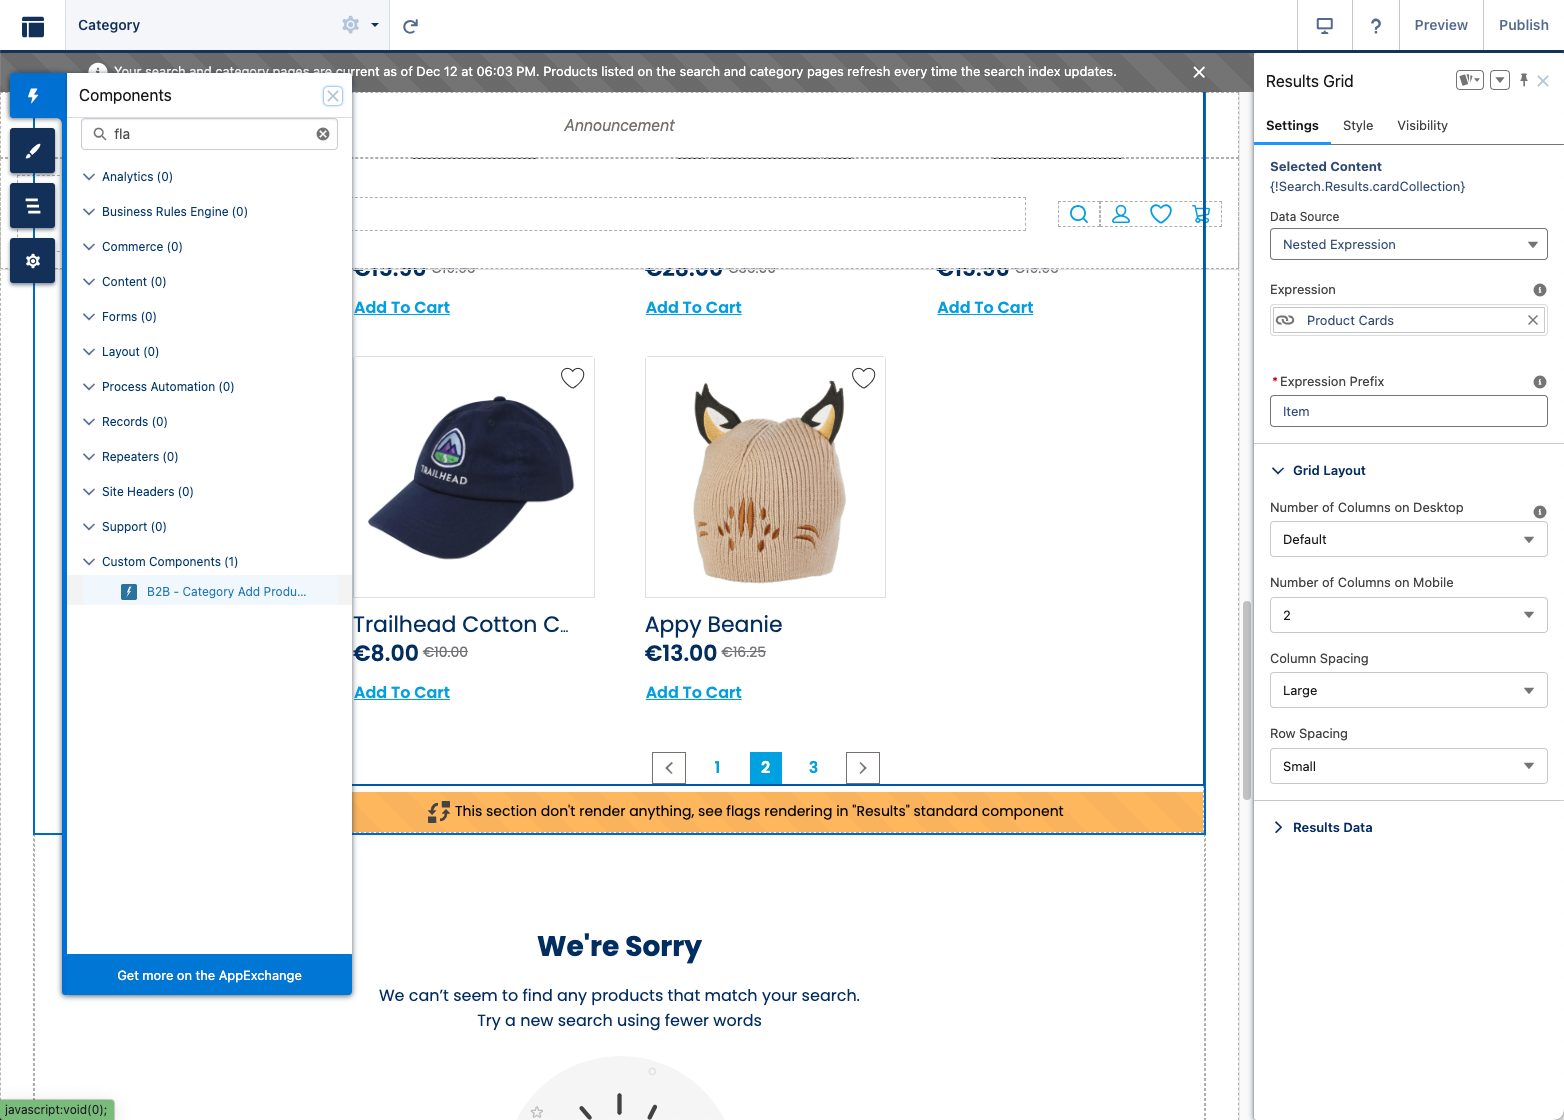 Category
?
Preview
Publish
Your search and category pages are current as of Dec 12 at 06:03 PM. Products listed on the search and category pages refresh every time the search index updates.
Components
fla
Analytics (0)
Business Rules Engine (0)
Commerce (0)
Content (0)
Forms (0)
Layout (0)
Process Automation (0)
Records (0)
Repeaters (0)
Site Headers (0)
Support (0)
Custom Components (1)
B2B - Category Add Produ...
Get more on the AppExchange
Announcement
Add To Cart
Add To Cart
Add To Cart
TRAILHEAD
Trailhead Cotton C...
€8.00 €10.00
Add To Cart
Appy Beanie
€13.00 €16.25
Add To Cart
1 2 3
This section don't render anything, see flags rendering in "Results" standard component
We're Sorry
We can't seem to find any products that match your search.
Try a new search using fewer words
Results Grid
Settings Style Visibility
Selected Content
{!Search.Results.cardCollection}
Data Source
Nested Expression
Expression
Product Cards
* Expression Prefix
Item
Grid Layout
Number of Columns on Desktop
Default
Number of Columns on Mobile
2
Column Spacing
Large
Row Spacing
Small
Results Data
javascript:void(0);